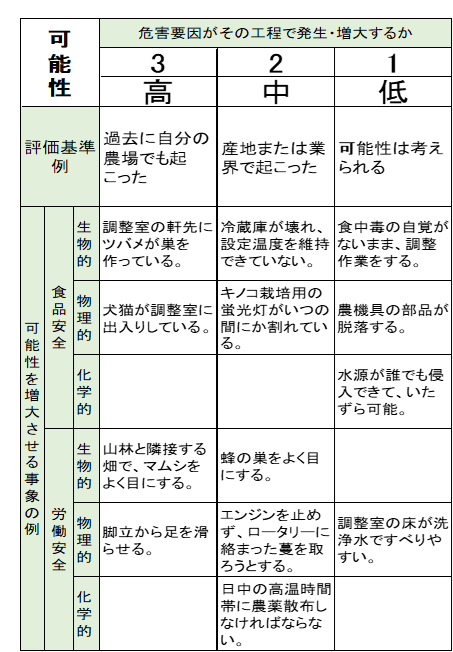 可
能
性
危害要因がその工程で発生・増大するか
3
2
1
高
中
低
評価基準
例
過去に自分の
農場でも起
こった
産地または業
界で起こった
可能性は考え
られる
可能性を増大させる事象の例
食品安全
生物的
調整室の軒先に
ツバメが巣を
作っている。
冷蔵庫が壊れ、
設定温度を維持
できていない。
食中毒の自覚が
ないまま、調整
作業をする。
物理的
犬猫が調整室に
出入りしている。
キノコ栽培用の
蛍光灯がいつの
間にか割れてい
る。
農機具の部品が
脱落する。
化学的
水源が誰でも侵
入できて、いた
ずら可能。
労働安全
生物的
山林と隣接する
畑で、マムシを
よく目にする。
蜂の巣をよく目
にする。
物理的
脚立から足を滑
らせる。
エンジンを止め
ず、ロータリーに
絡まった蔓を取
ろうとする。
調整室の床が洗
浄水ですべりや
すい。
化学的
日中の高温時間
帯に農薬散布し
なければならな
い。